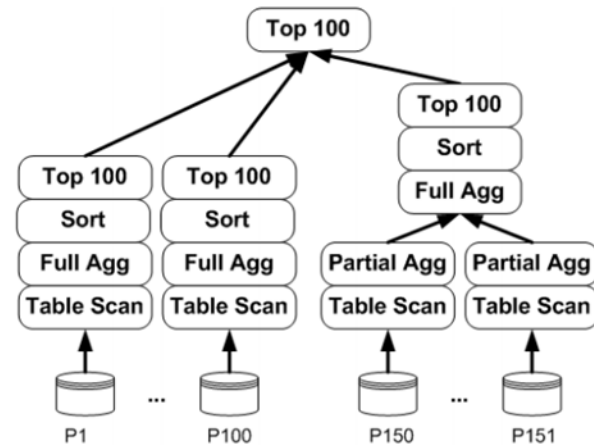 Top 100
Top 100
Sort
Full Agg
Top 100
Top 100
Sort
Sort
Full Agg
Full Agg
Partial Agg
Partial Agg
Table Scan
Table Scan
Table Scan
Table Scan
...
...
P1
P100
P150
P151